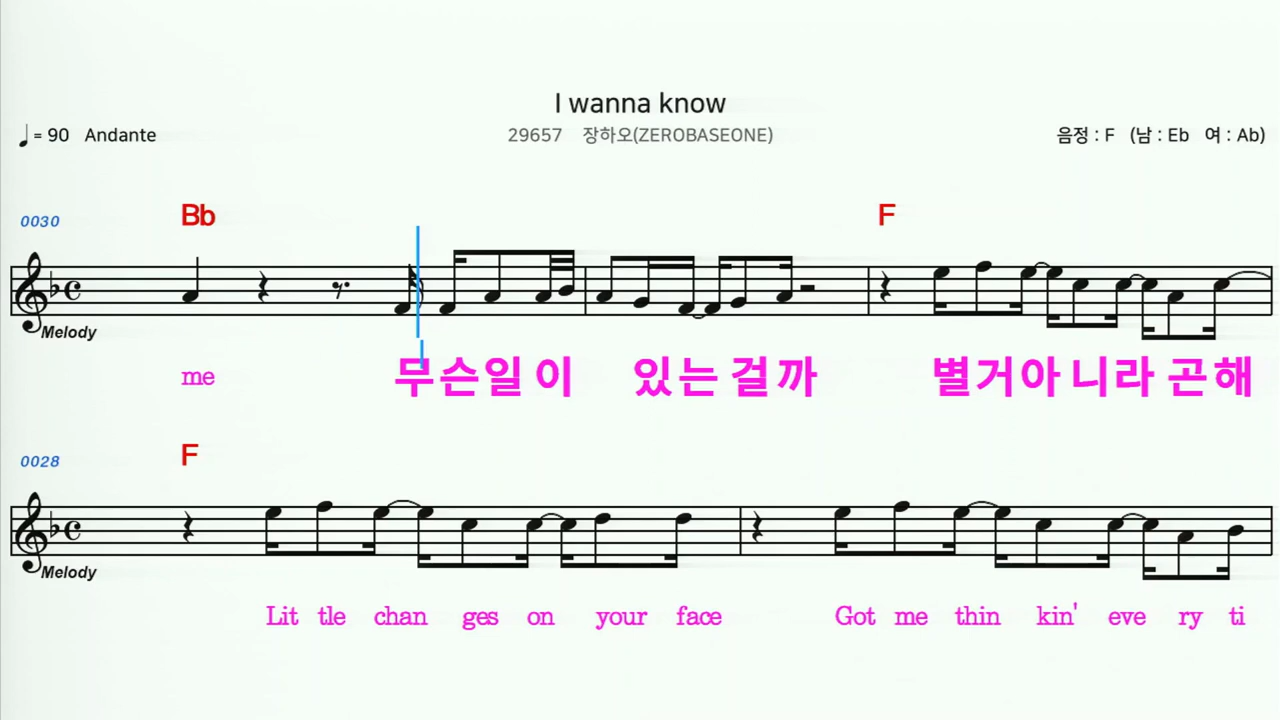 I wanna know
♩ = 90 Andante 29657 장하오(ZEROBASEONE) 음정 : F (남 : Eb 여 : Ab)
0030 Bb F
Melody
me 무슨일 이 있는 걸까 별거아 니라 곤해
0028 F
Melody
Lit tle chan ges on your face Got me thin kin' eve ry ti